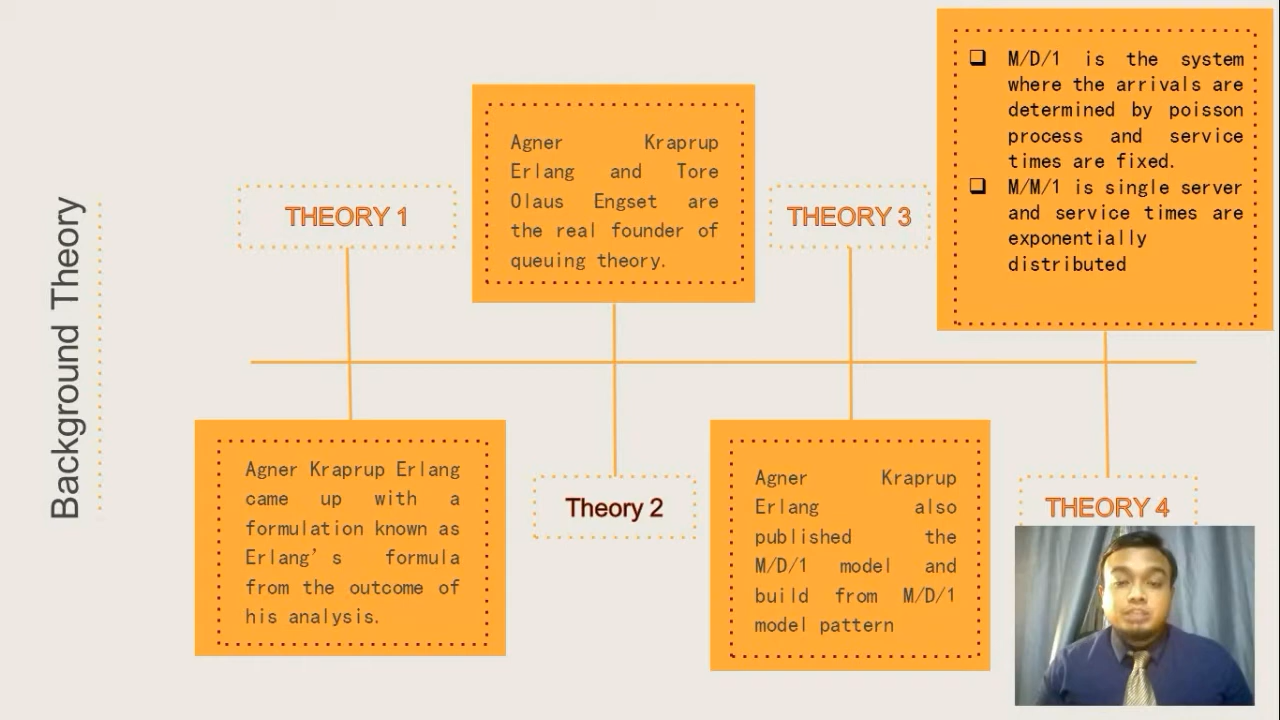 Background Theory
THEORY 1
Agner Kraprup Erlang
came up with a
formulation known as
Erlang's formula
from the outcome of
his analysis.
Agner Kraprup
Erlang and Tore
Olaus Engset are
the real founder of
queuing theory.
Theory 2
THEORY 3
Agner Kraprup
Erlang also
published the
M/D/1 model and
build from M/D/1
model pattern
❑ M/D/1 is the system
where the arrivals are
determined by poisson
process and service
times are fixed.
❑ M/M/1 is single server
and service times are
exponentially
distributed
THEORY 4